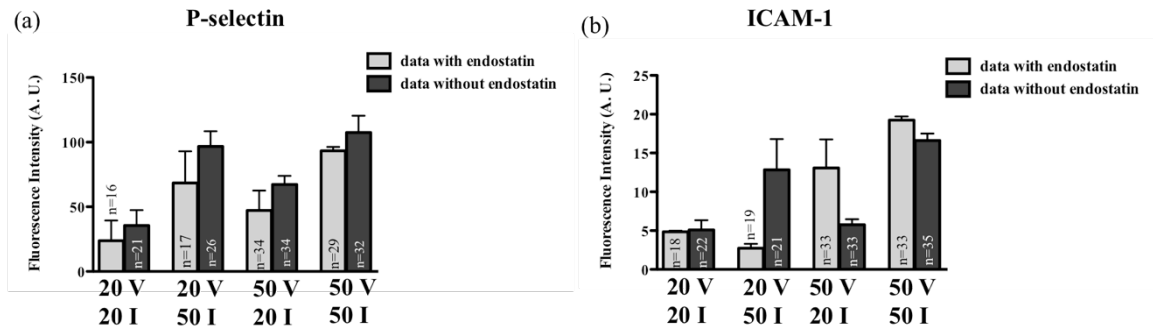 (a)
P-selectin
data with endostatin
data without endostatin
Fluorescence Intensity (A. U.)
150
100
50
0
n=16
n=21
n=17
n=26
n=34
n=34
n=29
n=32
20 V 20 V 50 V 50 V
20 I 50 I 20 I 50 I
(b)
ICAM-1
data with endostatin
data without endostatin
Fluorescence Intensity (A. U.)
25
20
15
10
5
0
n=18
n=22
n=19
n=21
n=33
n=33
n=33
n=35
20 V 20 V 50 V 50 V
20 I 50 I 20 I 50 I